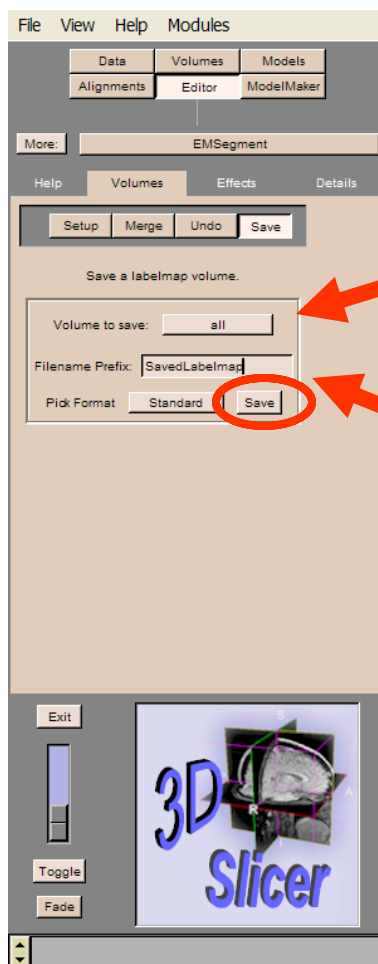 File View Help Modules
Data Volumes Models
Alignments Editor ModelMaker
More: EMSegment
Help Volumes Effects Details
Setup Merge Undo Save
Save a labelmap volume.
Volume to save: all
Filename Prefix: SavedLabelmap
Pick Format Standard Save
Exit
Toggle
Fade
S
A
R
I
3D
Slicer